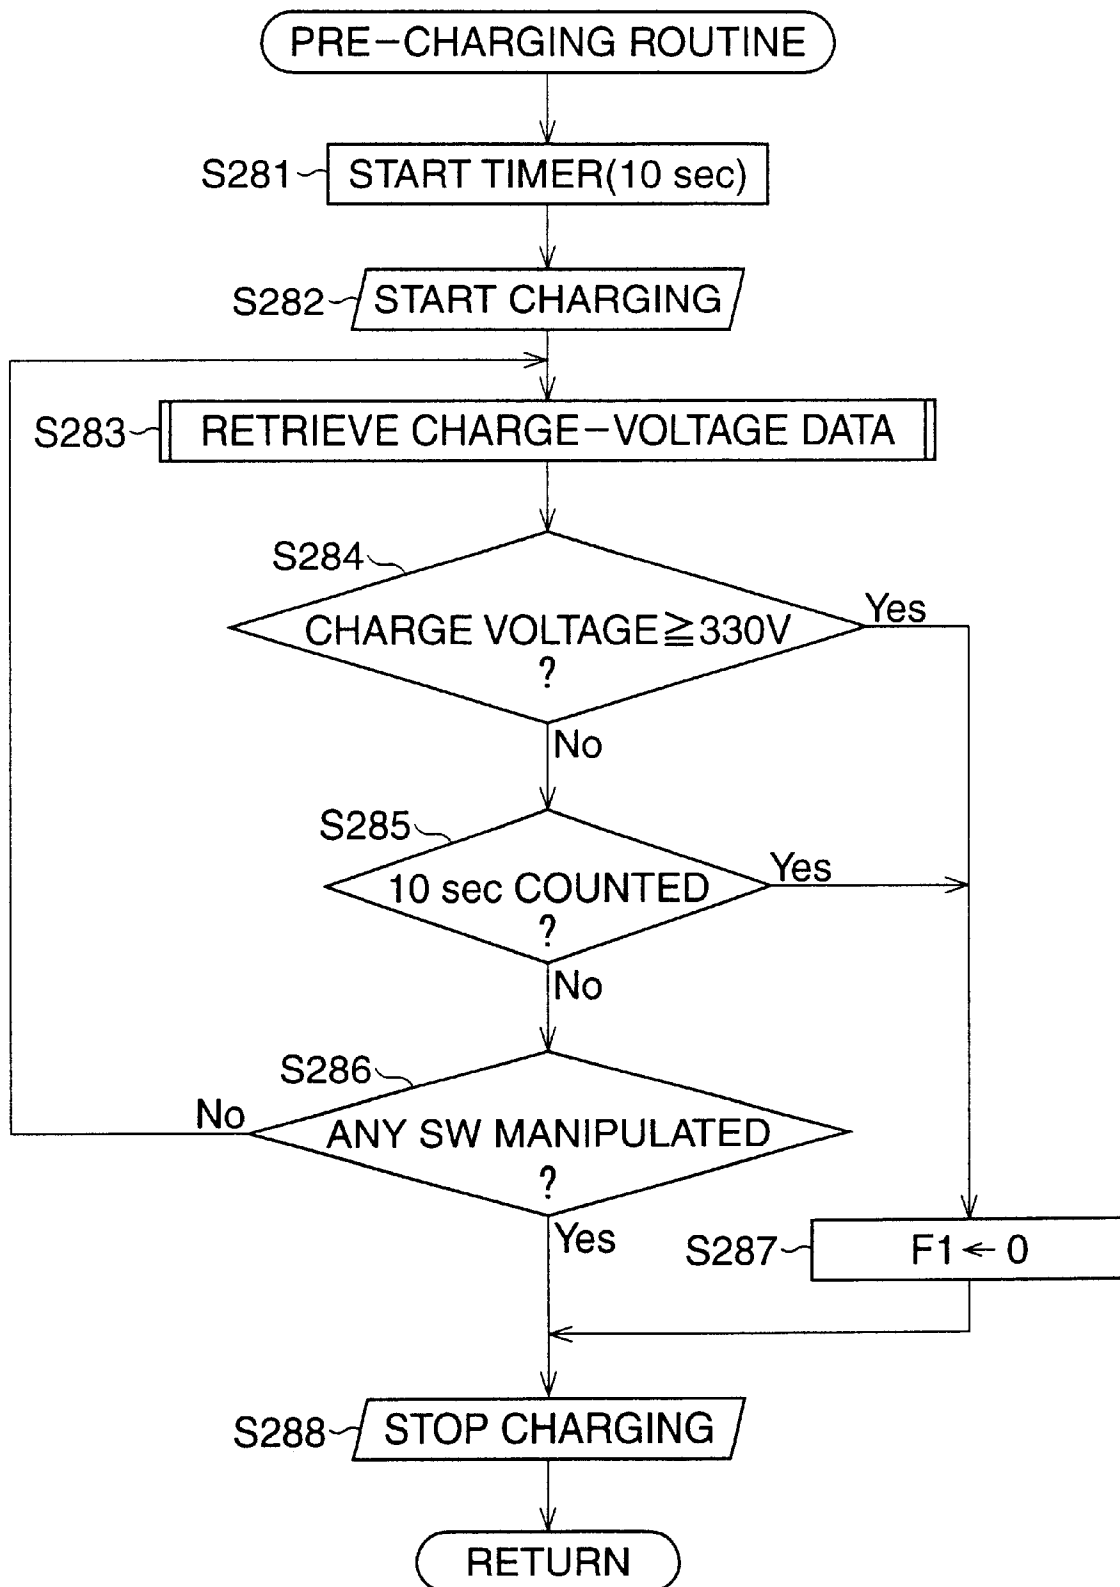 PRE-CHARGING ROUTINE
S281
START TIMER(10 sec)
S282
START CHARGING
S283
RETRIEVE CHARGE-VOLTAGE DATA
S284
CHARGE VOLTAGE≧330V
?
Yes
No
S285
10 sec COUNTED
?
Yes
No
S286
ANY SW MANIPULATED
?
No
Yes
S287
F1←0
S288
STOP CHARGING
RETURN